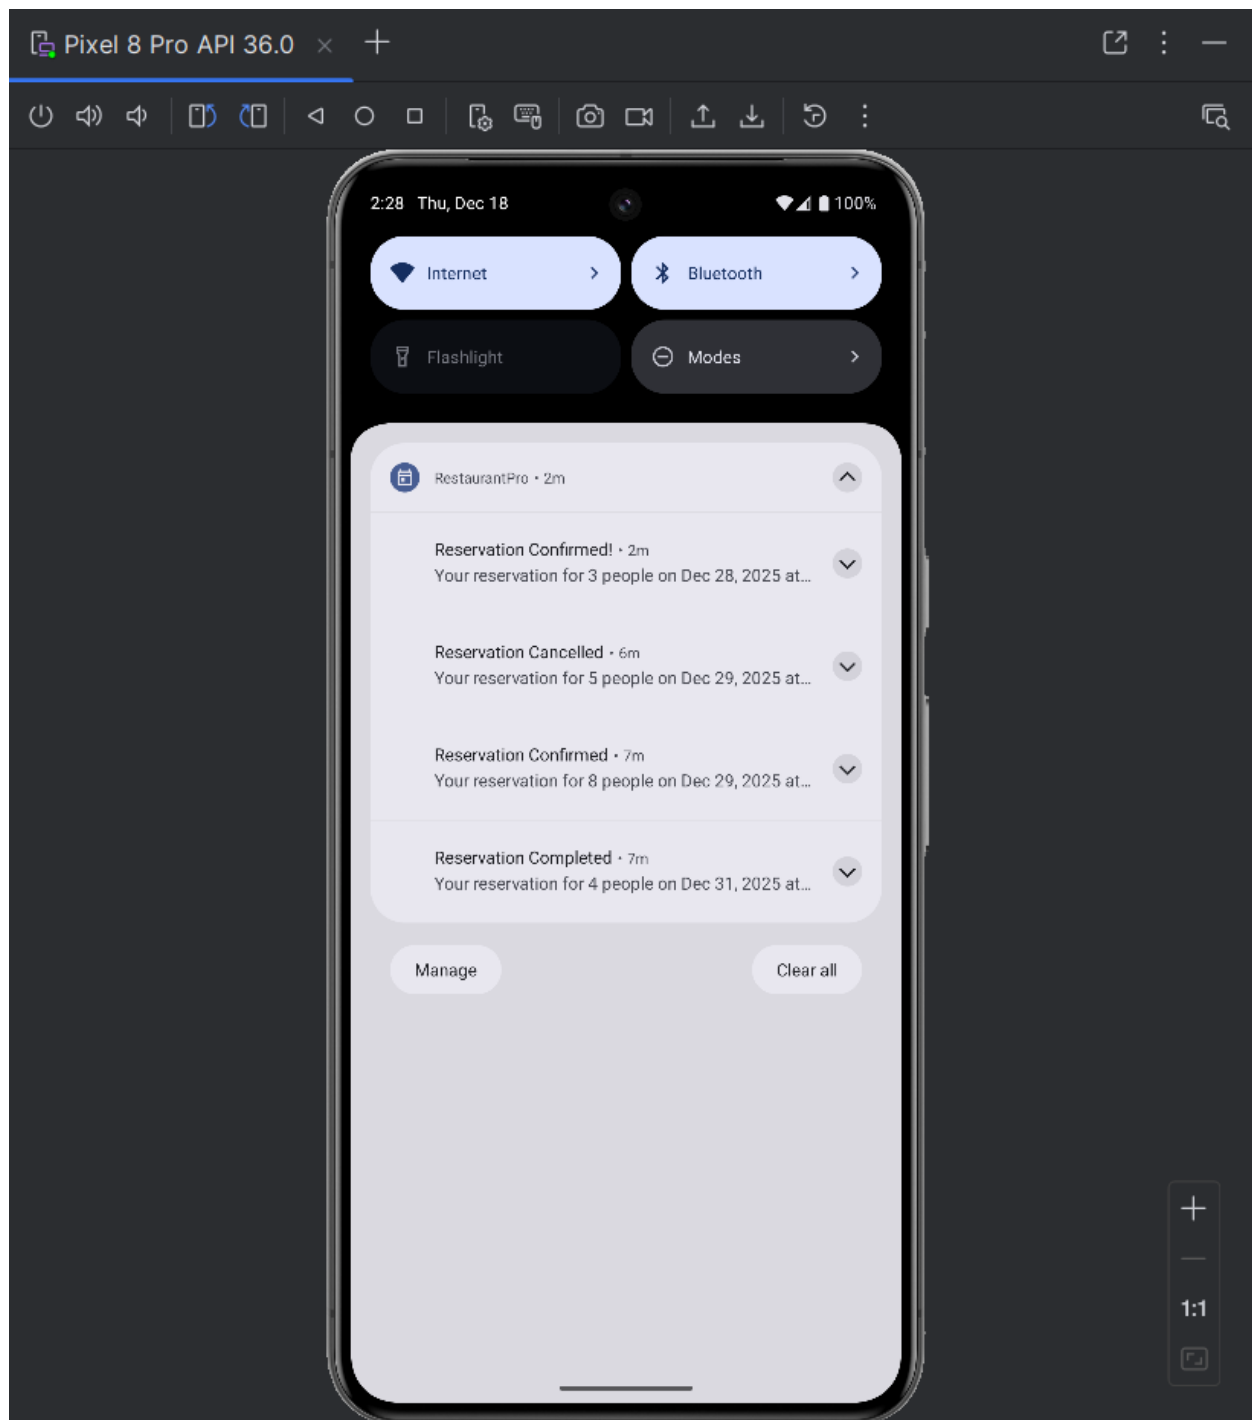 Pixel 8 Pro API 36.0
2:28 Thu, Dec 18 100%
Internet Bluetooth
Flashlight Modes
RestaurantPro • 2m
Reservation Confirmed! • 2m
Your reservation for 3 people on Dec 28, 2025 at...
Reservation Cancelled • 6m
Your reservation for 5 people on Dec 29, 2025 at...
Reservation Confirmed • 7m
Your reservation for 8 people on Dec 29, 2025 at...
Reservation Completed • 7m
Your reservation for 4 people on Dec 31, 2025 at...
Manage Clear all
1:1